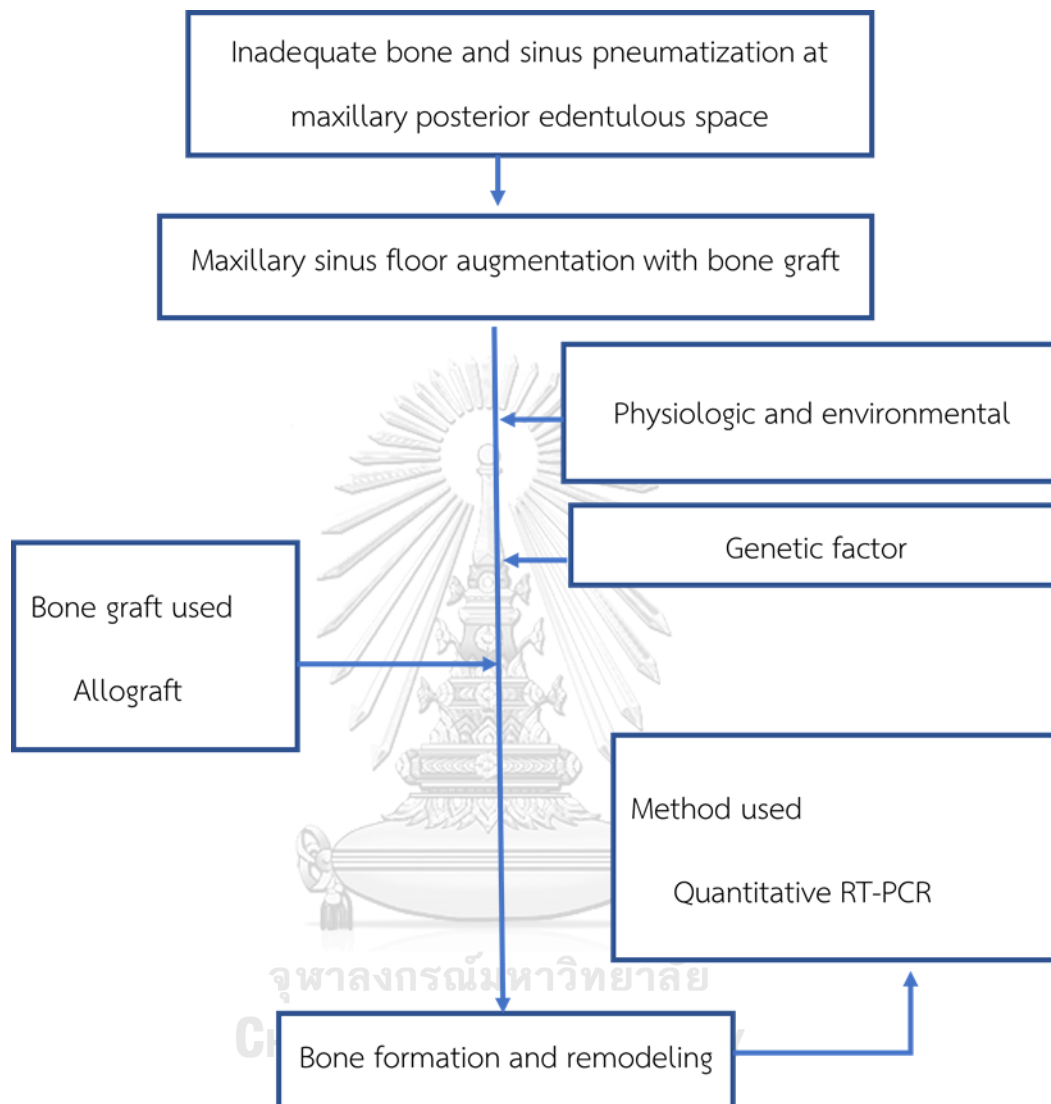 Inadequate bone and sinus pneumatization at
maxillary posterior edentulous space
Maxillary sinus floor augmentation with bone graft
Physiologic and environmental
Genetic factor
Bone graft used
Allograft
Method used
Quantitative RT-PCR
จุฬาลงกรณ์มหาวิทยาลัย
Bone formation and remodeling